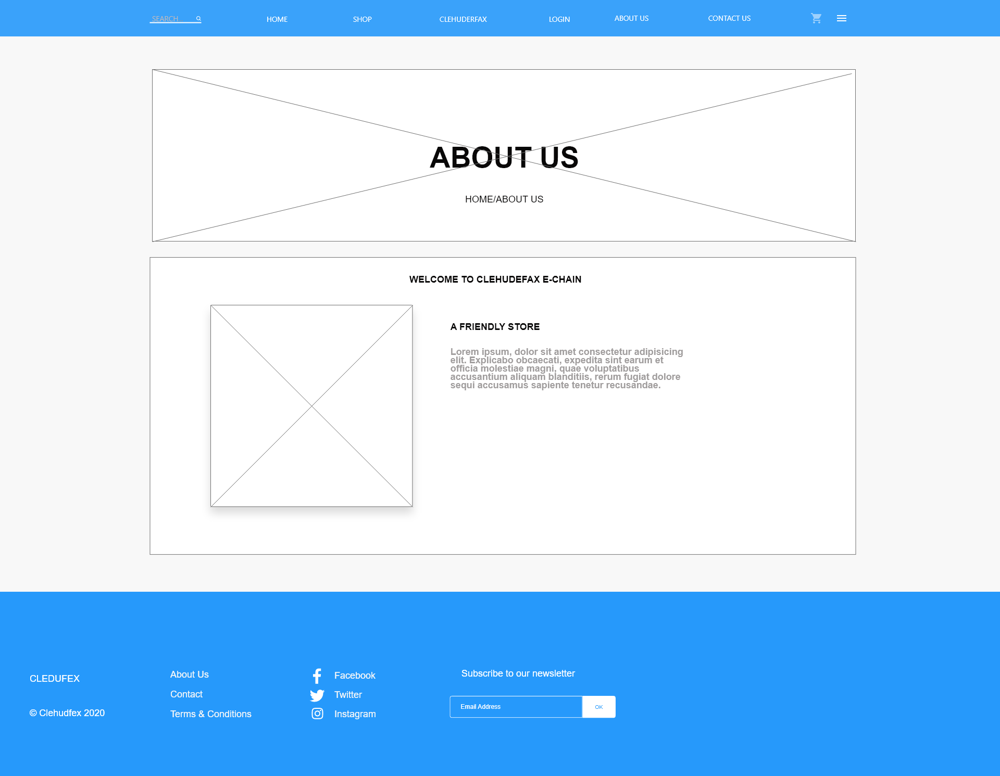 SEARCH
HOME
SHOP
CLEHUDERFAX
LOGIN
ABOUT US
CONTACT US
ABOUT US
HOME/ABOUT US
WELCOME TO CLEHUDEFAX E-CHAIN
A FRIENDLY STORE
Lorem ipsum, dolor sit amet consectetur adipisicing
elit. Explicabo obcaecati, expedita sint earum et
officia molestiae magni, quae voluptatibus
accusantium aliquam blanditiis, rerum fugiat dolore
sequi accusamus sapiente tenetur recusandae.
CLEDUFEX
© Clehudfex 2020
About Us
Contact
Terms & Conditions
Facebook
Twitter
Instagram
Subscribe to our newsletter
Email Address
OK